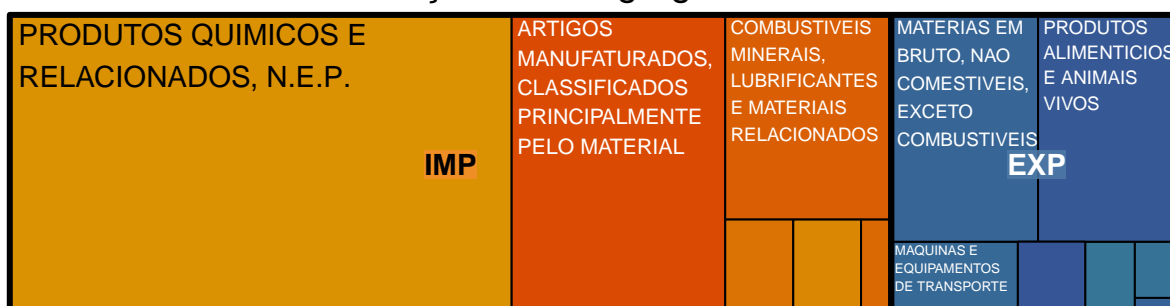 PRODUTOS QUIMICOS E
RELACIONADOS, N.E.P.
IMP
ARTIGOS
MANUFATURADOS,
CLASSIFICADOS
PRINCIPALMENTE
PELO MATERIAL
COMBUSTIVEIS
MINERAIS,
LUBRIFICANTES
E MATERIAIS
RELACIONADOS
MATERIAS EM
BRUTO, NAO
COMESTIVEIS,
EXCETO
COMBUSTIVEIS
PRODUTOS
ALIMENTICIOS
E ANIMAIS
VIVOS
EXP
MAQUINAS E
EQUIPAMENTOS
DE TRANSPORTE